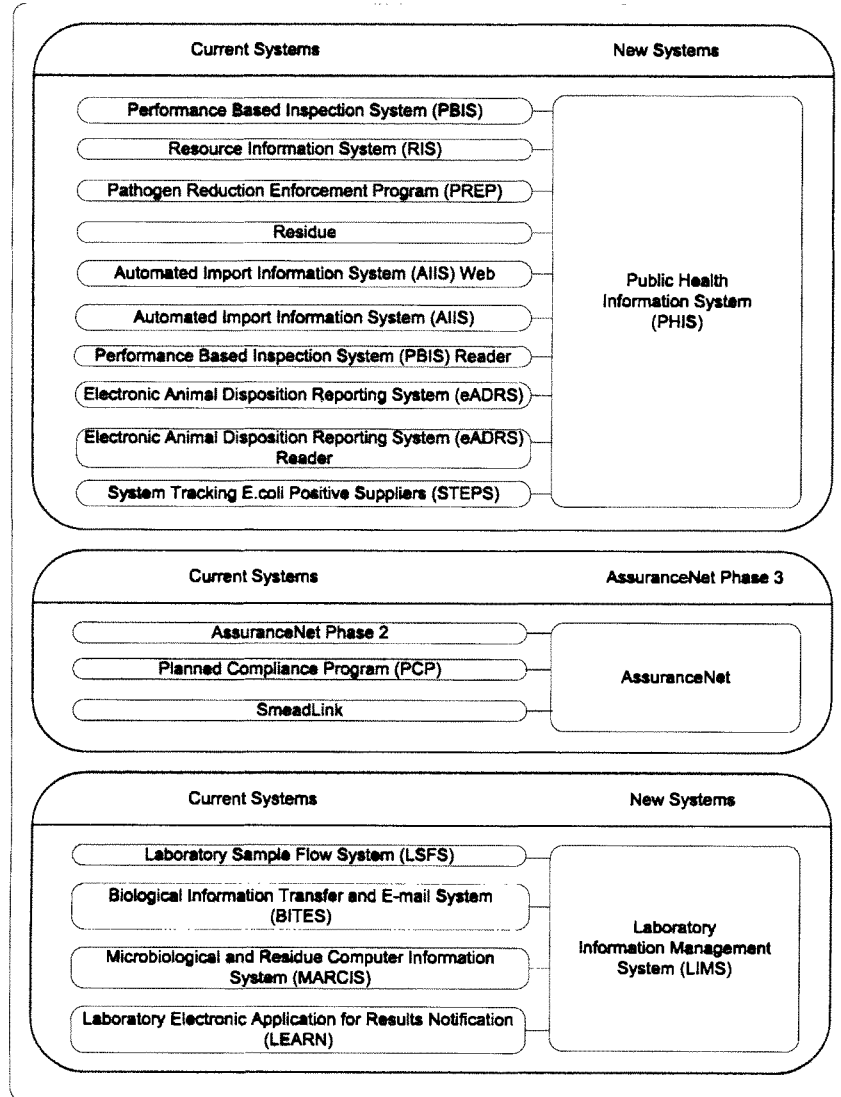 Current Systems
New Systems
Performance Based Inspection System (PBIS)
Resource Information System (RIS)
Pathogen Reduction Enforcement Program (PREP)
Residue
Automated Import Information System (AIIS) Web
Automated Import Information System (AIIS)
Performance Based Inspection System (PBIS) Reader
Electronic Animal Disposition Reporting System (eADRS)
Electronic Animal Disposition Reporting System (eADRS)
Reader
System Tracking E.coli Positive Suppliers (STEPS)
Public Health
Information System
(PHIS)
Current Systems
AssuranceNet Phase 3
AssuranceNet Phase 2
Planned Compliance Program (PCP)
SmeadLink
AssuranceNet
Current Systems
New Systems
Laboratory Sample Flow System (LSFS)
Biological Information Transfer and E-mail System
(BITES)
Microbiological and Residue Computer Information
System (MARCIS)
Laboratory Electronic Application for Results Notification
(LEARN)
Laboratory
Information Management
System (LIMS)